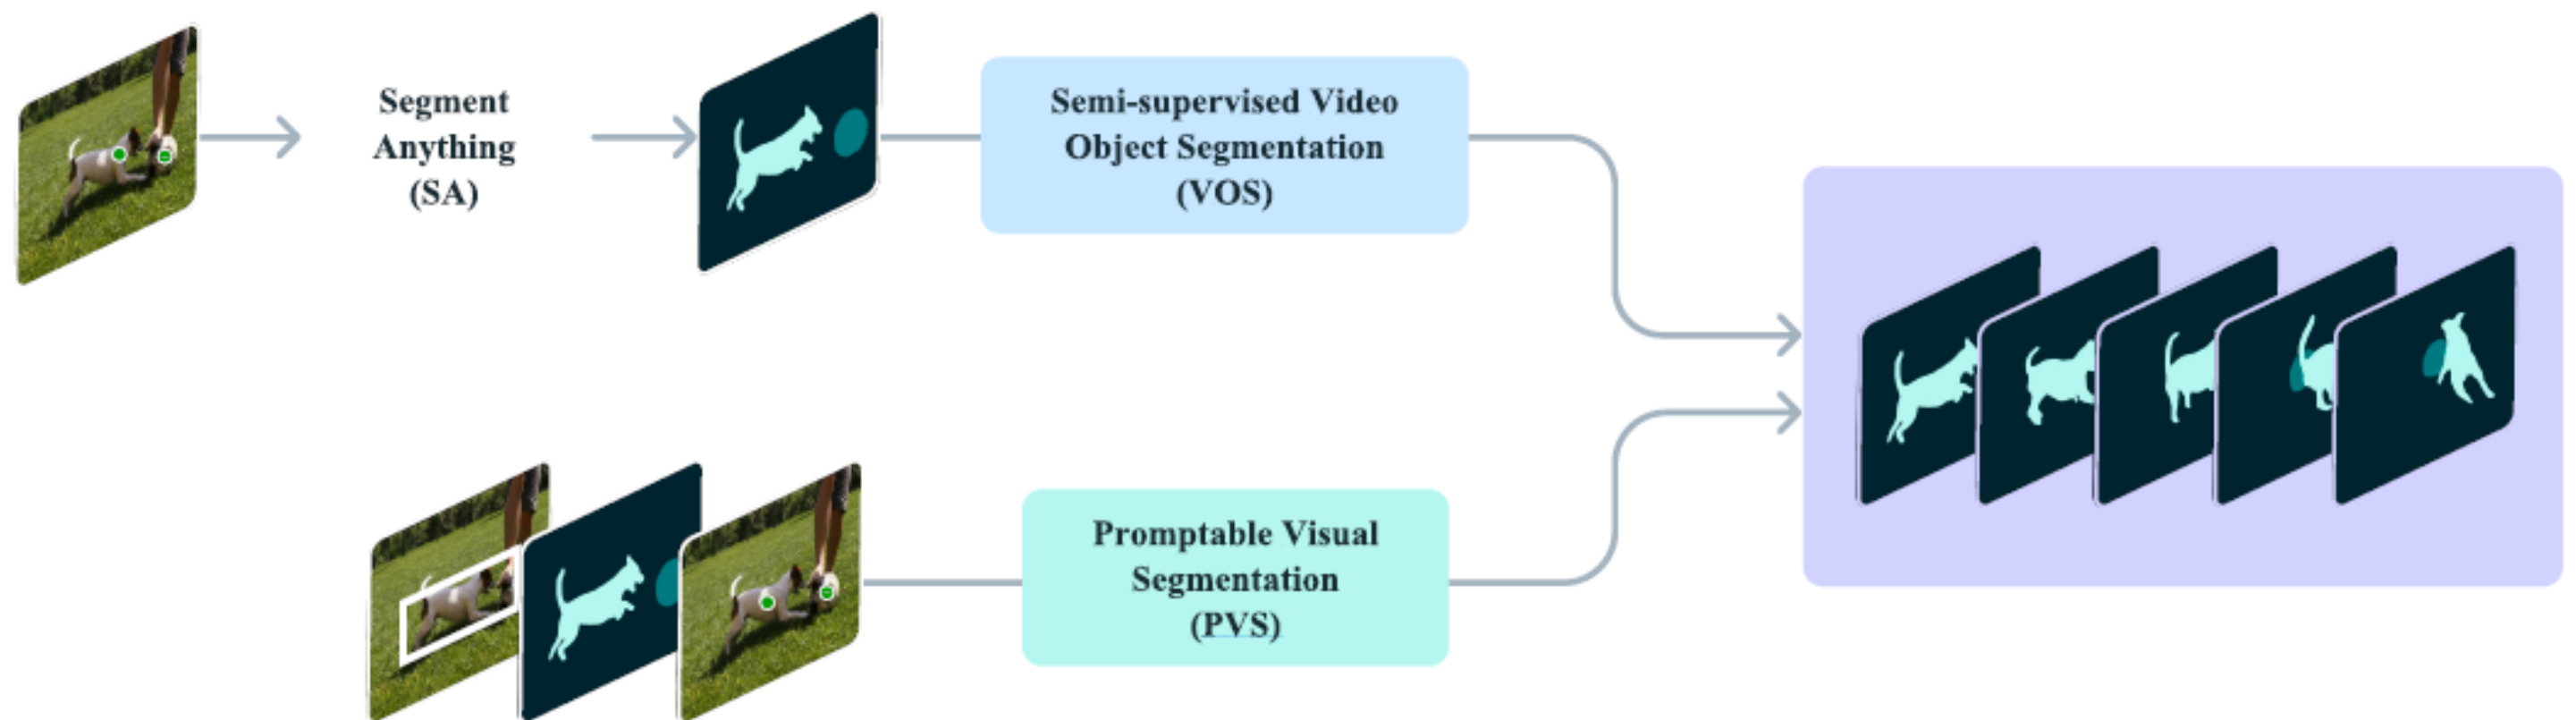 Segment
Anything
(SA)
Semi-supervised Video
Object Segmentation
(VOS)
Promptable Visual
Segmentation
(PVS)